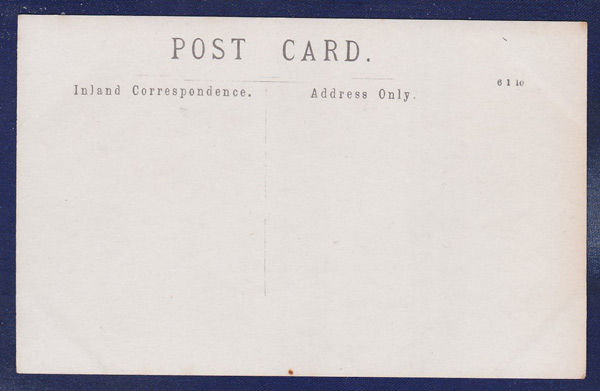 POST CARD.
Inland Correspondence.
Address Only.
6 1 10